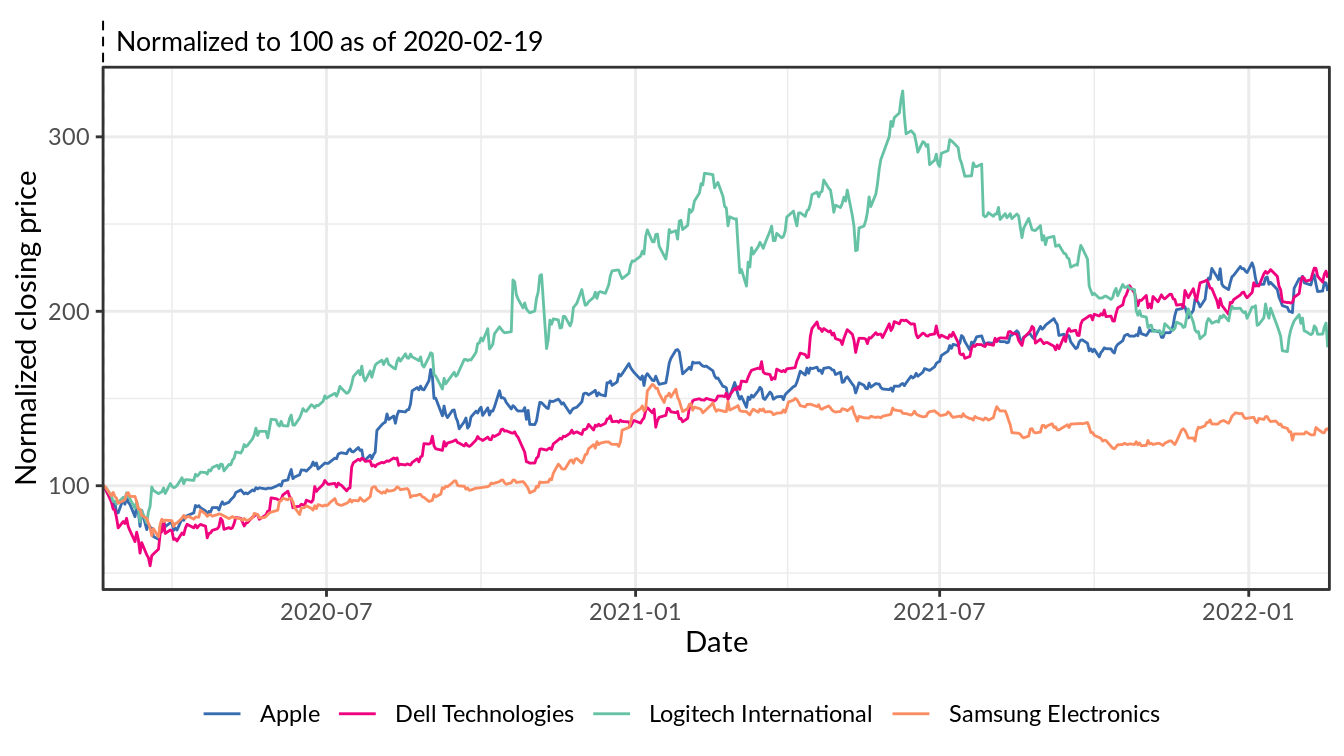 Normalized to 100 as of 2020-02-19
Normalized closing price
300
200
100
2020-07
2021-01
2021-07
2022-01
Date
Apple
Dell Technologies
Logitech International
Samsung Electronics